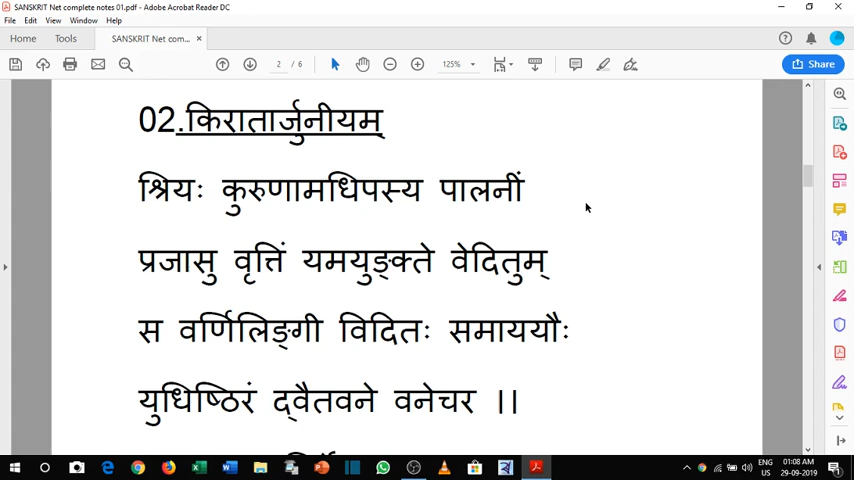 SANSKRIT Net complete notes 01.pdf - Adobe Acrobat Reader DC
File Edit View Window Help
Home Tools SANSKRIT Net com... × Sign In
2 / 6 125% Share
02.किरातार्जुनीयम्
श्रियः कुरुणामधिपस्य पालनीं
प्रजासु वृत्तिं यमयुङ्क्ते वेदितुम्
स वर्णिलिङ्गी विदितः समाययौः
युधिष्ठिरं द्वैतवने वनेचर ।।
ENG 01:08 AM
US 29-09-2019